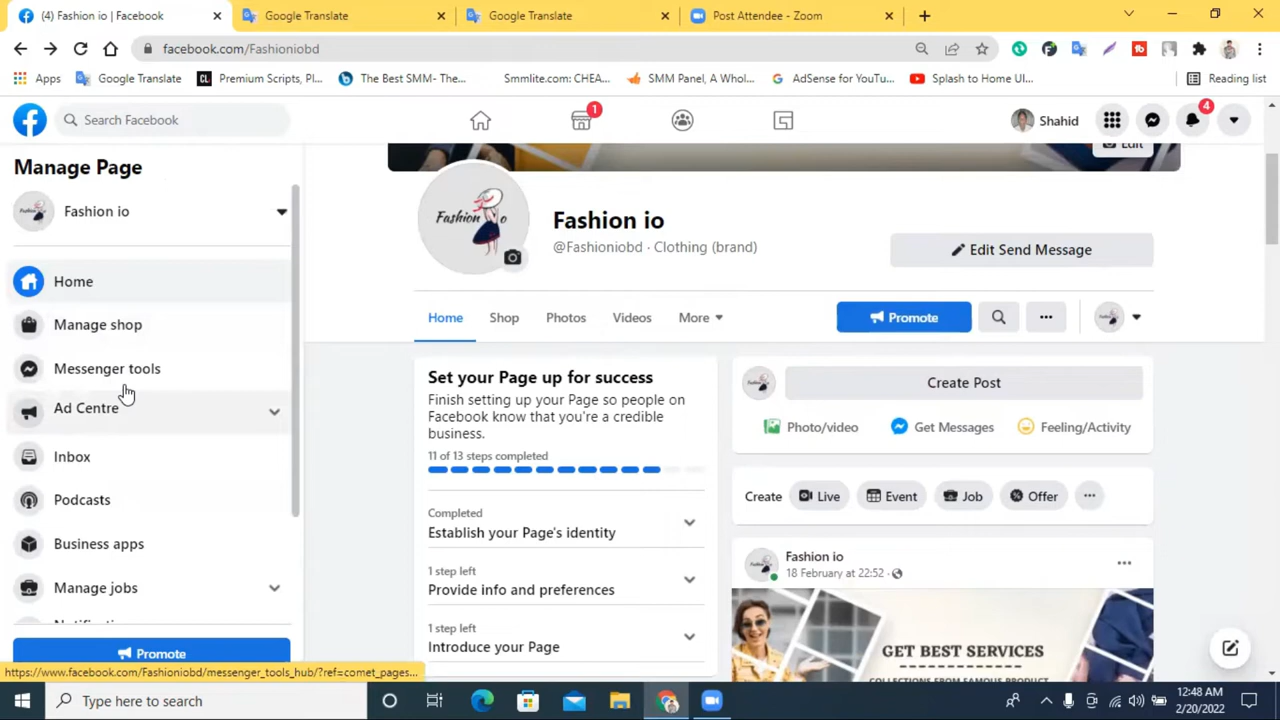 (4) Fashion io | Facebook
Google Translate
Google Translate
Post Attendee - Zoom
facebook.com/Fashioniobd
Apps
Google Translate
Premium Scripts, Pl...
The Best SMM- The...
Smmlite.com: CHEA...
SMM Panel, A Whol...
AdSense for YouTu...
Splash to Home UI...
Reading list
Search Facebook
1
Shahid
4
Manage Page
Fashion io
Home
Manage shop
Messenger tools
Ad Centre
Inbox
Podcasts
Business apps
Manage jobs
Promote
https://www.facebook.com/Fashioniobd/messenger_tools_hub/?ref=comet_pages...
Edit
Fashion o
Fashion io
@Fashioniobd · Clothing (brand)
Edit Send Message
Home
Shop
Photos
Videos
More
Promote
Set your Page up for success
Finish setting up your Page so people on
Facebook know that you're a credible
business.
11 of 13 steps completed
Completed
Establish your Page's identity
1 step left
Provide info and preferences
1 step left
Introduce your Page
Create Post
Photo/video
Get Messages
Feeling/Activity
Create
Live
Event
Job
Offer
Fashion io
18 February at 22:52
GET BEST SERVICES
Type here to search
12:48 AM
2/20/2022